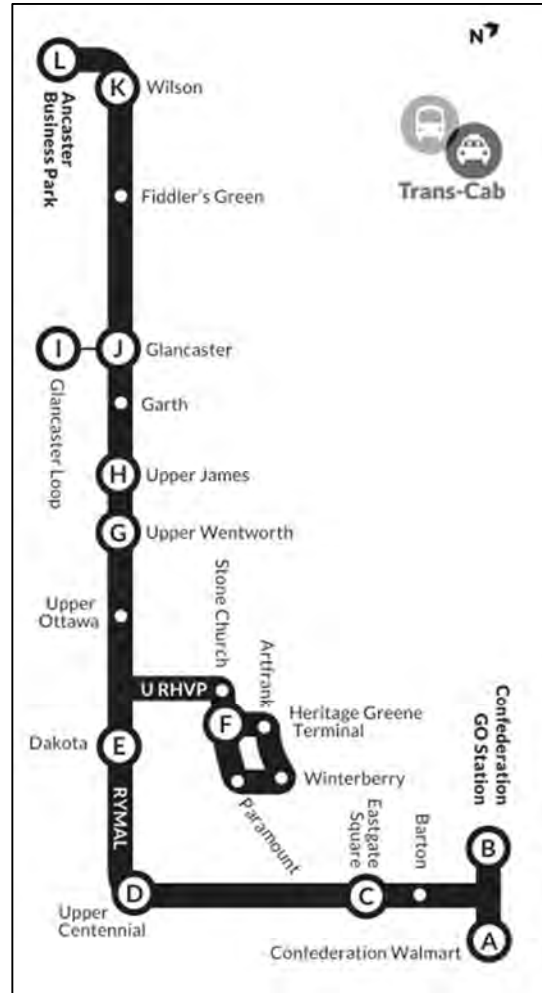 N
L
K
Wilson
Ancaster
Business Park
Trans-Cab
Fiddler's Green
I
J
Glancaster
Glancaster Loop
Garth
H
Upper James
G
Upper Wentworth
Upper
Ottawa
Stone Church
Artfrank
U RHVP
F
Heritage Greene
Terminal
Confederation
GO Station
Dakota
E
Winterberry
RYMAL
Paramount
Eastgate
Square
Barton
B
D
C
Upper
Centennial
Confederation Walmart
A